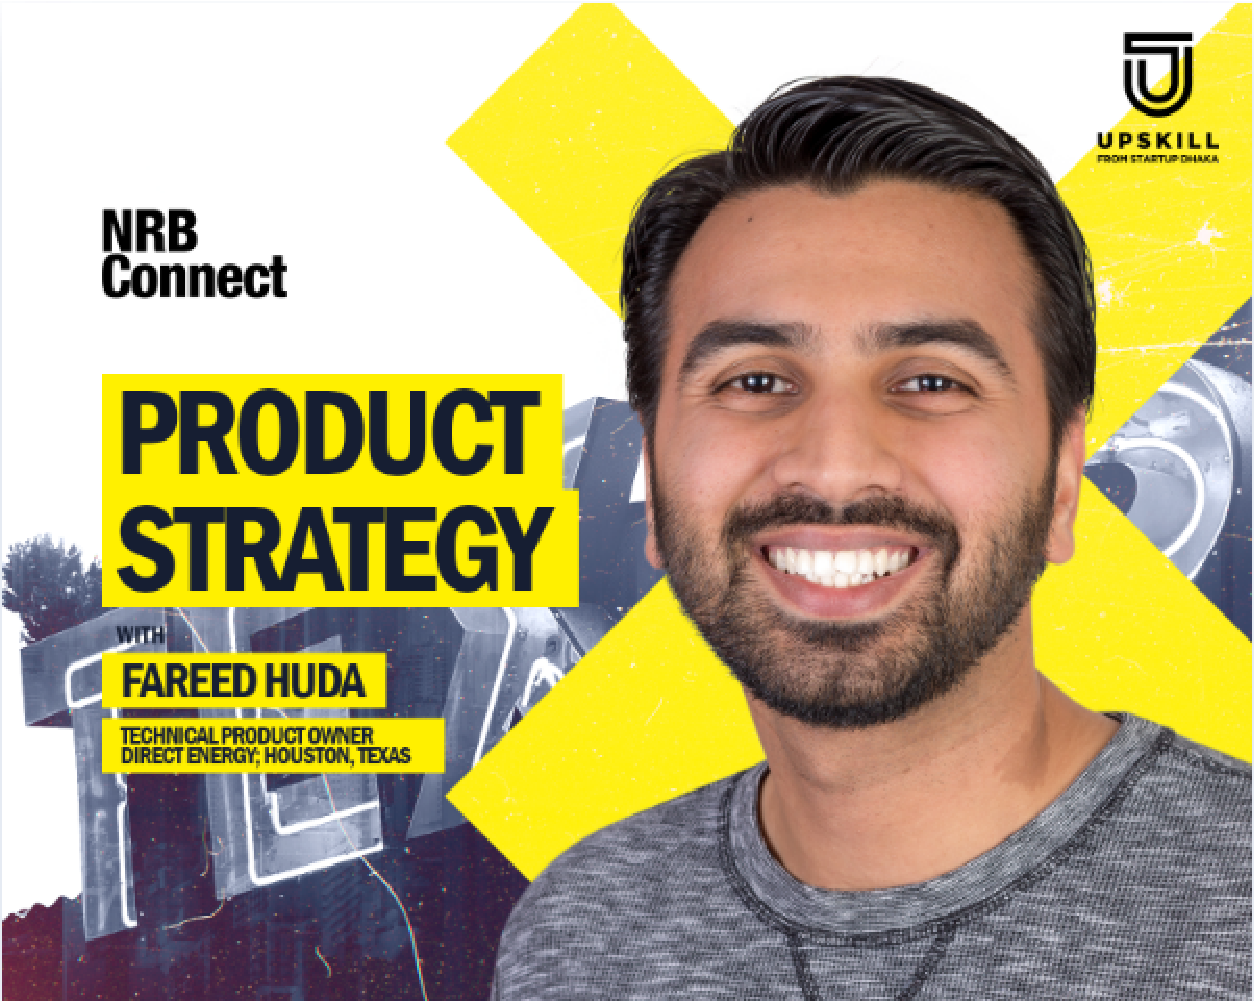 UPSKILL
FROM STARTUP DHAKA
NRB
Connect
PRODUCT
STRATEGY
WITH
FAREED HUDA
TECHNICAL PRODUCT OWNER
DIRECT ENERGY; HOUSTON, TEXAS